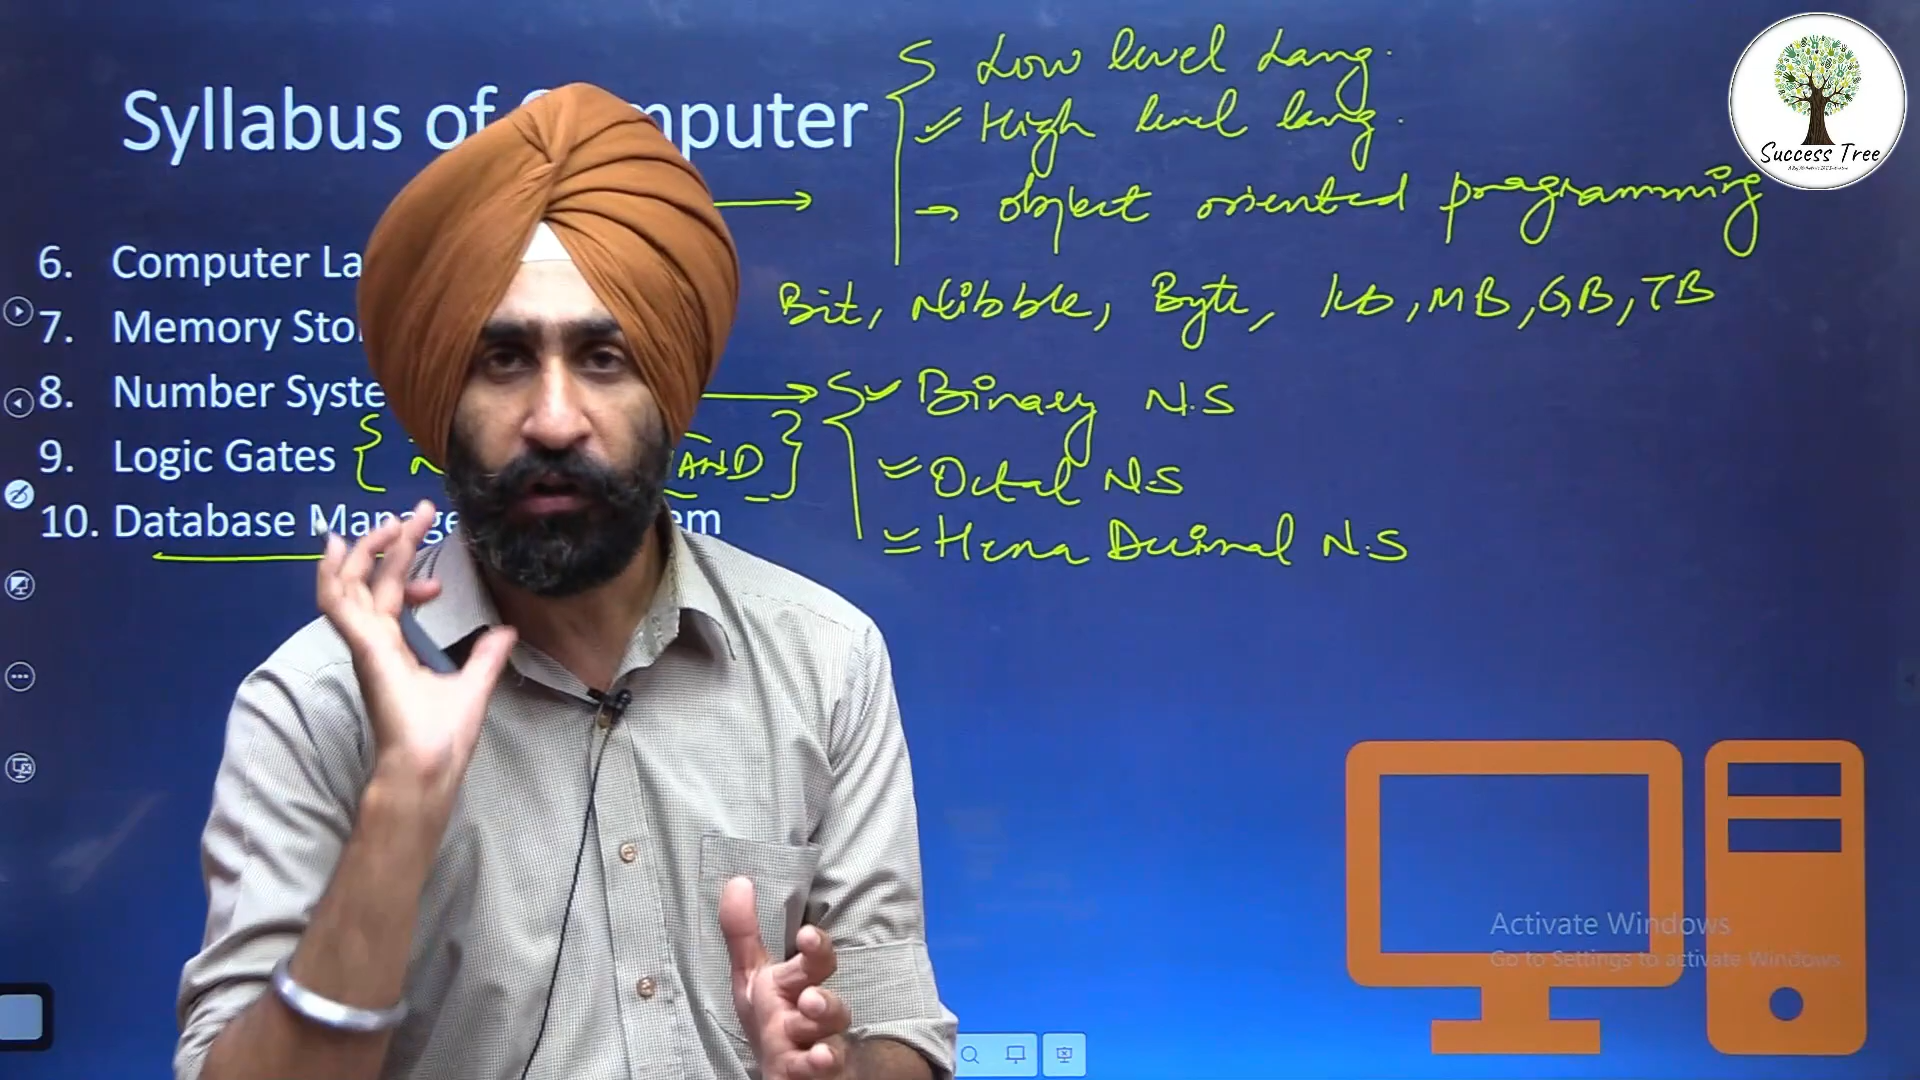 Syllabus of Computer
Low level Lang.
High level lang.
object oriented programming
6. Computer La
Bit, Nibble, Byte, KB, MB, GB, TB
7. Memory Sto
8. Number Syste
Binary N.S
9. Logic Gates { AND }
Octal N.S
10. Database Manage em
Hexa Decimal N.S
Success Tree
Activate Windows
Go to Settings to activate Windows.